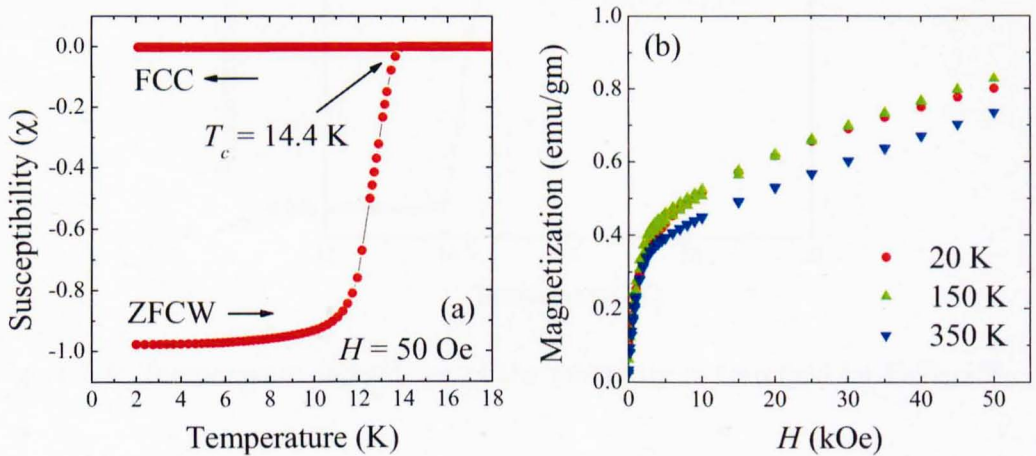 (a)
0.0
-0.2
-0.4
-0.6
-0.8
-1.0
Susceptibility (χ)
FCC
T_c = 14.4 K
ZFCW
(a)
H = 50 Oe
0 2 4 6 8 10 12 14 16 18
Temperature (K)
(b)
1.0
0.8
0.6
0.4
0.2
0.0
Magnetization (emu/gm)
20 K
150 K
350 K
0 10 20 30 40 50
H (kOe)